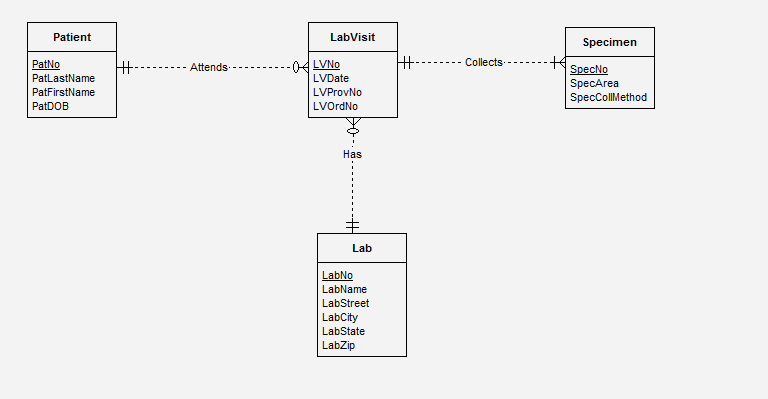 Patient
PatNo
PatLastName
PatFirstName
PatDOB
Attends
LabVisit
LVNo
LVDate
LVProvNo
LVOrdNo
Collects
Specimen
SpecNo
SpecArea
SpecCollMethod
Has
Lab
LabNo
LabName
LabStreet
LabCity
LabState
LabZip